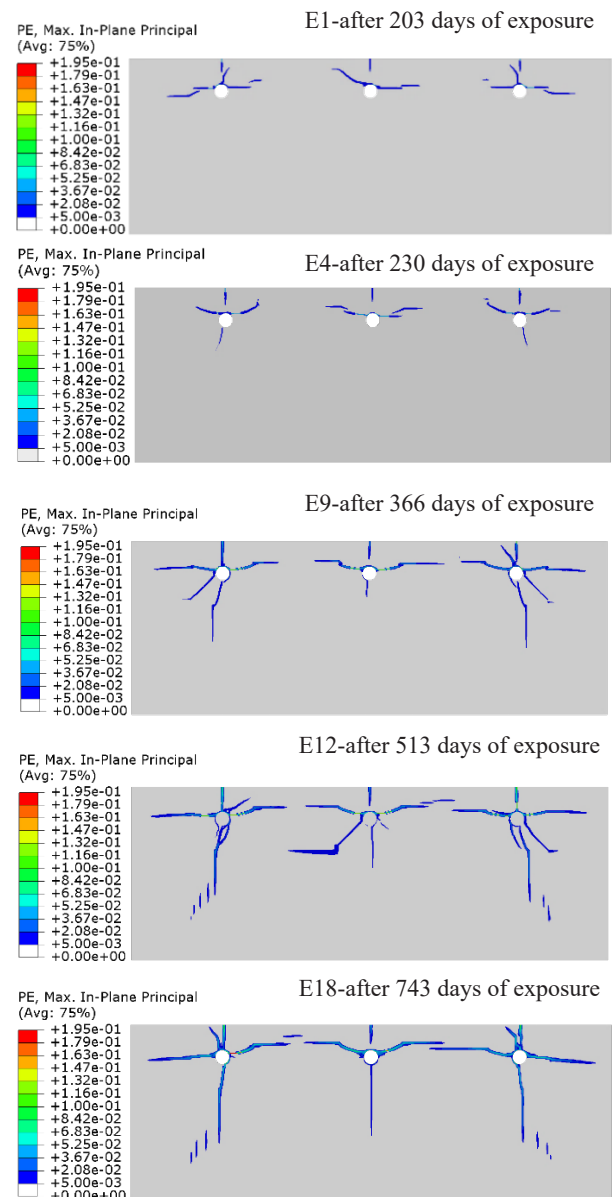 E1-after 203 days of exposure
PE, Max. In-Plane Principal
(Avg: 75%)
+1.95e-01
+1.79e-01
+1.63e-01
+1.47e-01
+1.32e-01
+1.16e-01
+1.00e-01
+8.42e-02
+6.83e-02
+5.25e-02
+3.67e-02
+2.08e-02
+5.00e-03
+0.00e+00
E4-after 230 days of exposure
PE, Max. In-Plane Principal
(Avg: 75%)
+1.95e-01
+1.79e-01
+1.63e-01
+1.47e-01
+1.32e-01
+1.16e-01
+1.00e-01
+8.42e-02
+6.83e-02
+5.25e-02
+3.67e-02
+2.08e-02
+5.00e-03
+0.00e+00
E9-after 366 days of exposure
PE, Max. In-Plane Principal
(Avg: 75%)
+1.95e-01
+1.79e-01
+1.63e-01
+1.47e-01
+1.32e-01
+1.16e-01
+1.00e-01
+8.42e-02
+6.83e-02
+5.25e-02
+3.67e-02
+2.08e-02
+5.00e-03
+0.00e+00
E12-after 513 days of exposure
PE, Max. In-Plane Principal
(Avg: 75%)
+1.95e-01
+1.79e-01
+1.63e-01
+1.47e-01
+1.32e-01
+1.16e-01
+1.00e-01
+8.42e-02
+6.83e-02
+5.25e-02
+3.67e-02
+2.08e-02
+5.00e-03
+0.00e+00
E18-after 743 days of exposure
PE, Max. In-Plane Principal
(Avg: 75%)
+1.95e-01
+1.79e-01
+1.63e-01
+1.47e-01
+1.32e-01
+1.16e-01
+1.00e-01
+8.42e-02
+6.83e-02
+5.25e-02
+3.67e-02
+2.08e-02
+5.00e-03
+0.00e+00